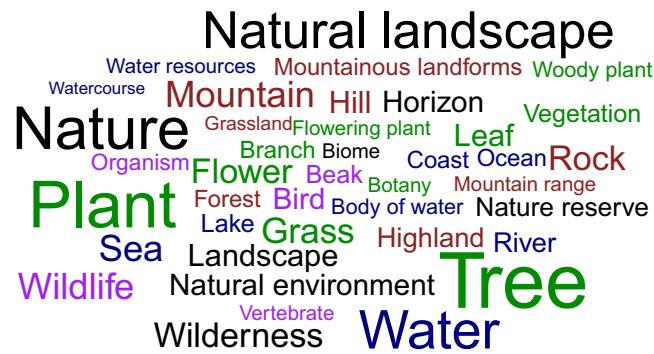 Natural landscape
Water resources Mountainous landforms Woody plant
Watercourse Mountain Hill Horizon Vegetation
Nature Grassland Flowering plant Leaf
Organism Flower Branch Biome Beak Coast Ocean Rock
Plant Forest Bird Botany Mountain range
Lake Grass Body of water Nature reserve
Sea Landscape Highland River
Wildlife Natural environment Tree
Vertebrate
Wilderness Water